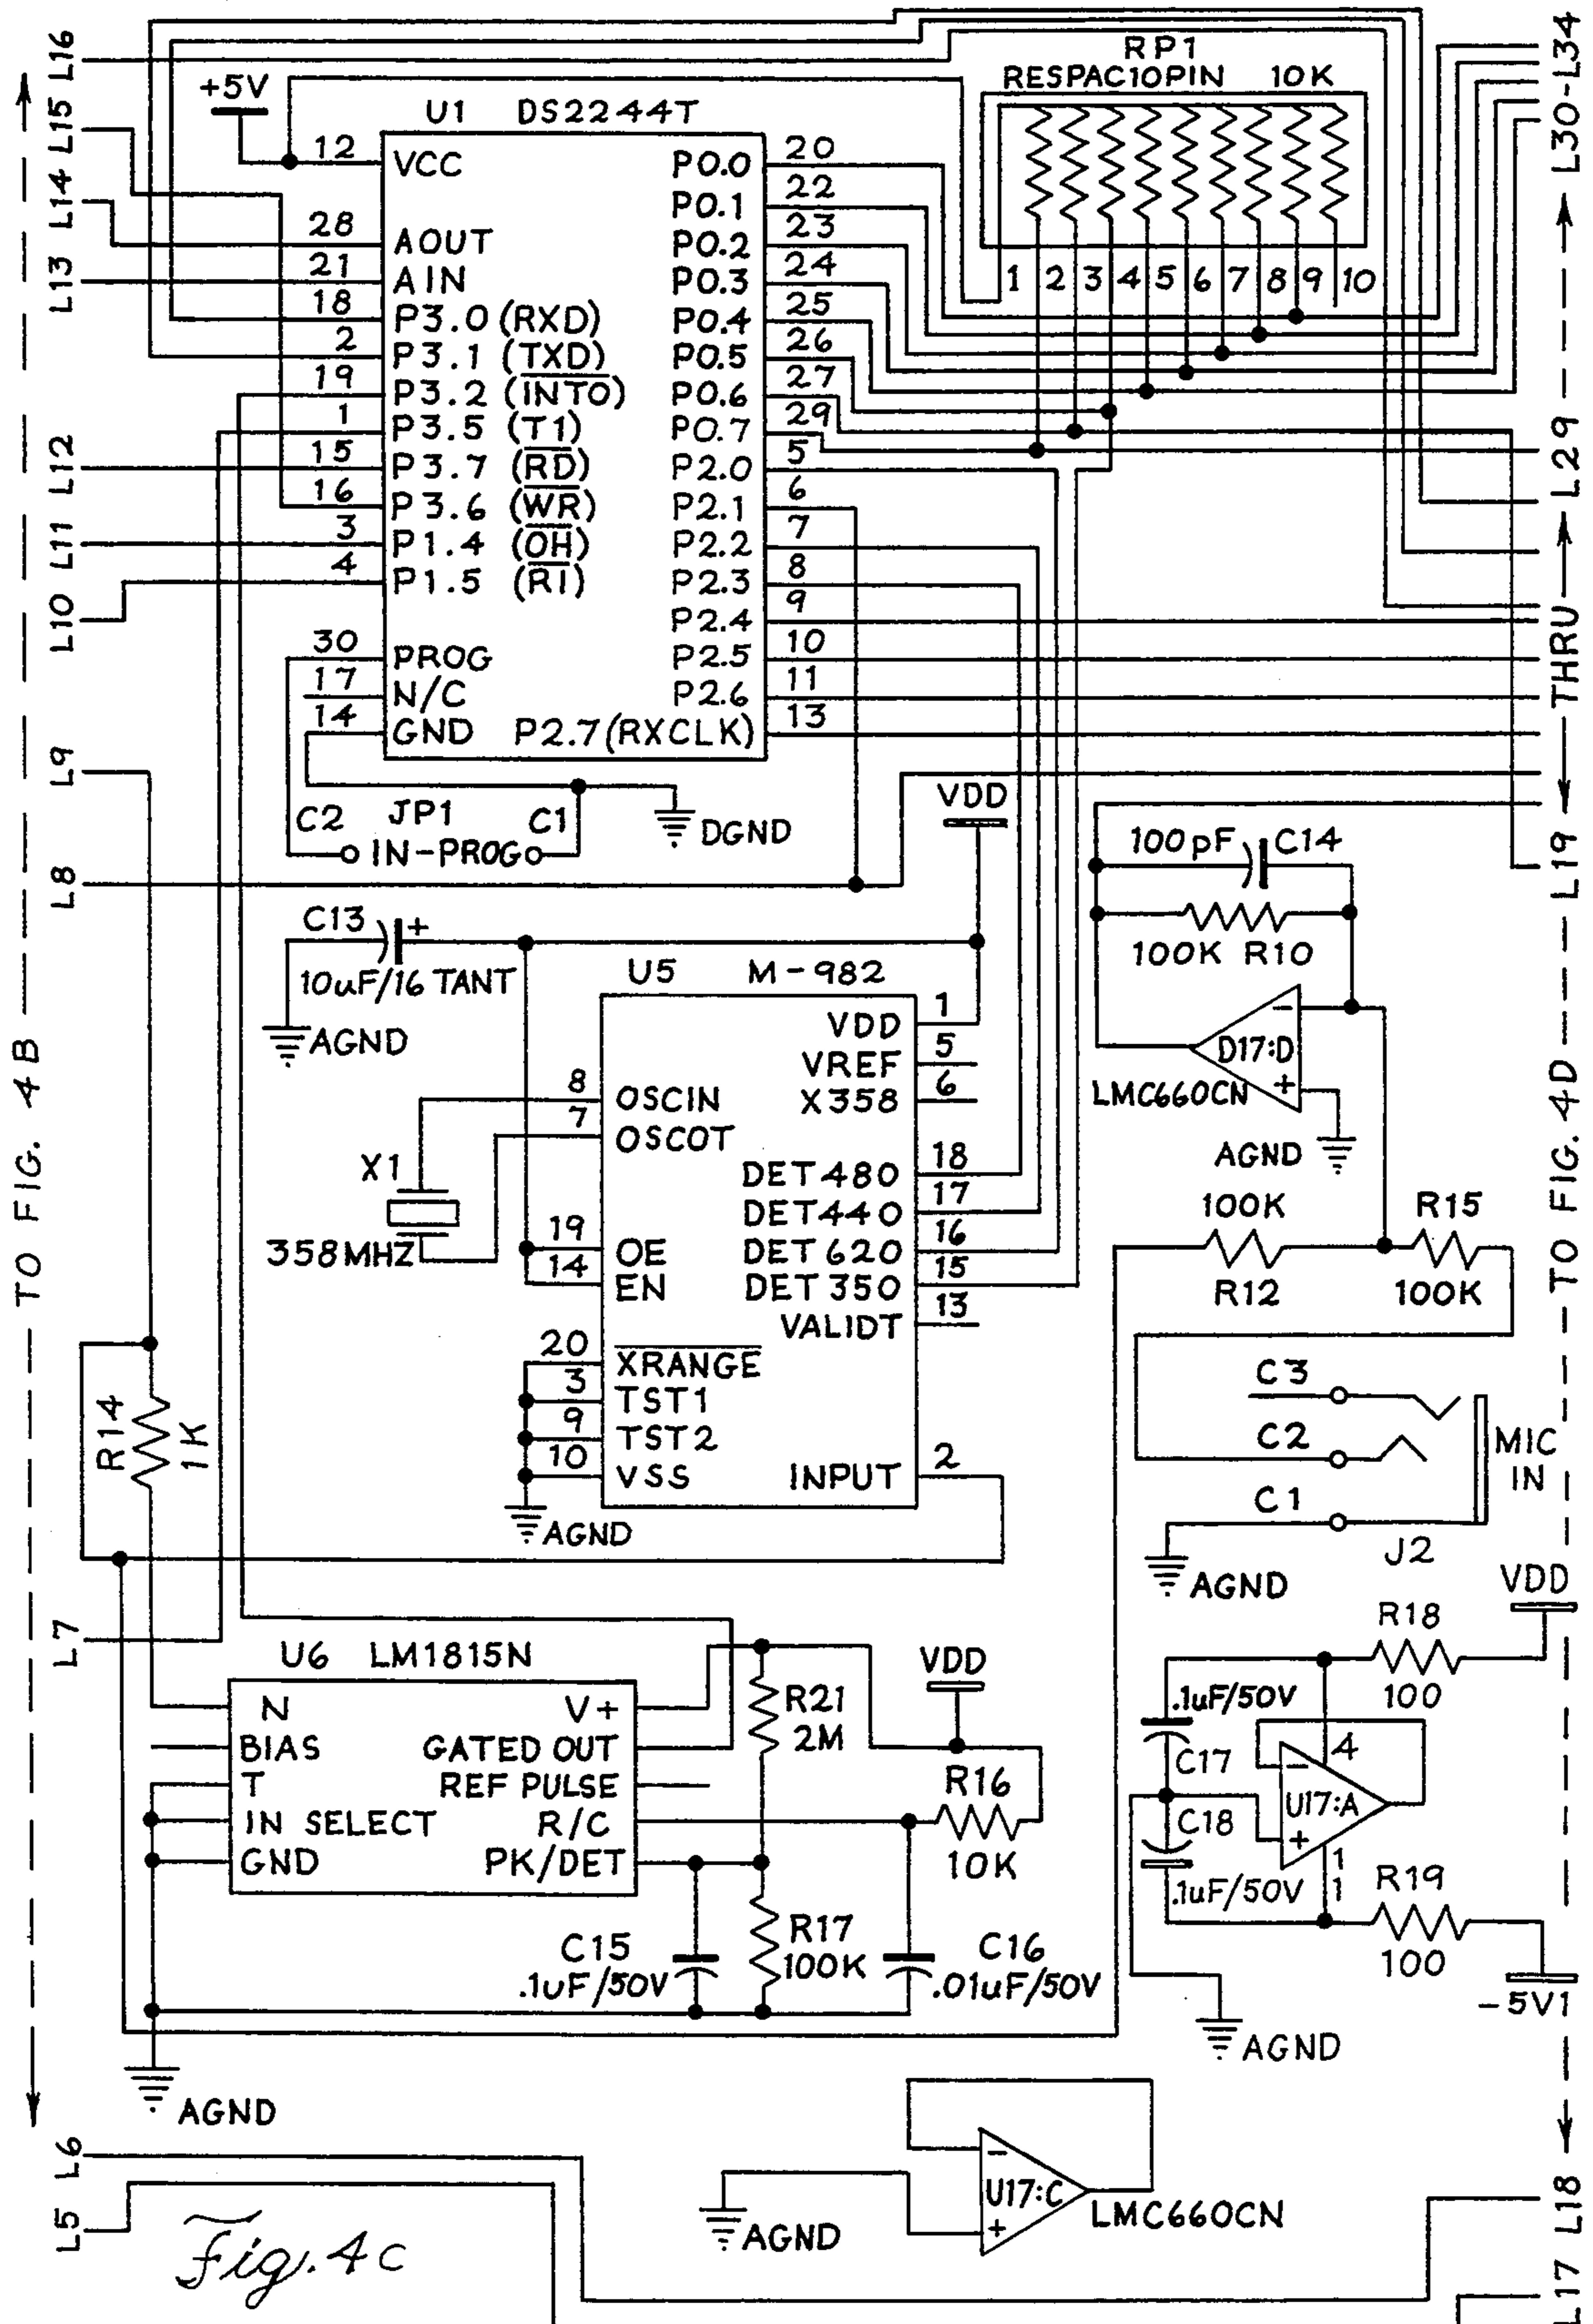 L16
L15
L14
L13
L12
L11
L10
L9
L8
L7
L6
L5
TO FIG. 4B
+5V
U1 DS2244T
12 VCC
28 AOUT
21 AIN
18 P3.0 (RXD)
2 P3.1 (TXD)
19 P3.2 (INTO)
1 P3.5 (T1)
15 P3.7 (RD)
16 P3.6 (WR)
3 P1.4 (OH)
4 P1.5 (RI)
30 PROG
17 N/C
14 GND
P0.0 20
P0.1 22
P0.2 23
P0.3 24
P0.4 25
P0.5 26
P0.6 27
P0.7 29
P2.0 5
P2.1 6
P2.2 7
P2.3 8
P2.4 9
P2.5 10
P2.6 11
P2.7(RXCLK) 13
RP1
RESPAC10PIN 10K
1 2 3 4 5 6 7 8 9 10
C2 JP1 C1
IN-PROG
DGND
VDD
C13
+
10uF/16 TANT
AGND
U5 M-982
8 OSCIN
7 OSCOT
19 OE
14 EN
20 XRANGE
3 TST1
9 TST2
10 VSS
VDD 1
VREF 5
X358 6
DET480 18
DET440 17
DET620 16
DET350 15
VALIDT 13
INPUT 2
X1
358MHZ
AGND
R14
1K
100pF C14
100K R10
-
D17:D
+
LMC660CN
AGND
100K
R12
R15
100K
C3
C2
C1
MIC
IN
J2
AGND
U6 LM1815N
N
BIAS
T
IN SELECT
GND
V+
GATED OUT
REF PULSE
R/C
PK/DET
R21
2M
VDD
R16
10K
C15
.1uF/50V
R17
100K
C16
.01uF/50V
AGND
VDD
R18
100
.1uF/50V
C17
C18
.1uF/50V
-
4
U17:A
+
1
1
R19
100
-5V1
AGND
-
U17:C
+
LMC660CN
AGND
L30-L34
L29
THRU
L19
TO FIG. 4D
L18
L17
Fig. 4c